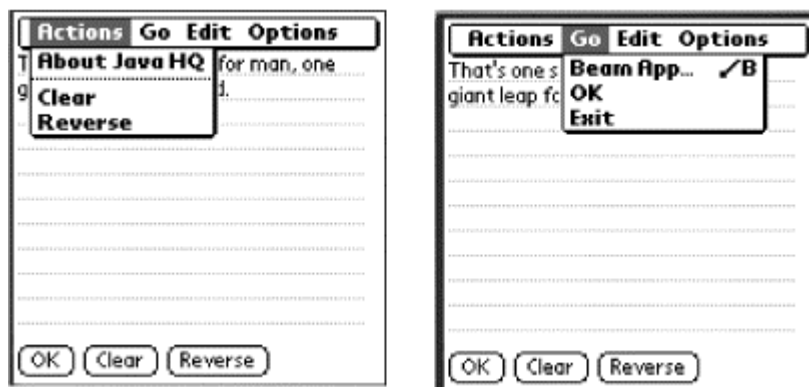 Actions Go Edit Options
About Java HQ for man, one
Clear
Reverse
OK Clear Reverse
Actions Go Edit Options
That's one s Beam App... /B
giant leap fo OK
Exit
OK Clear Reverse